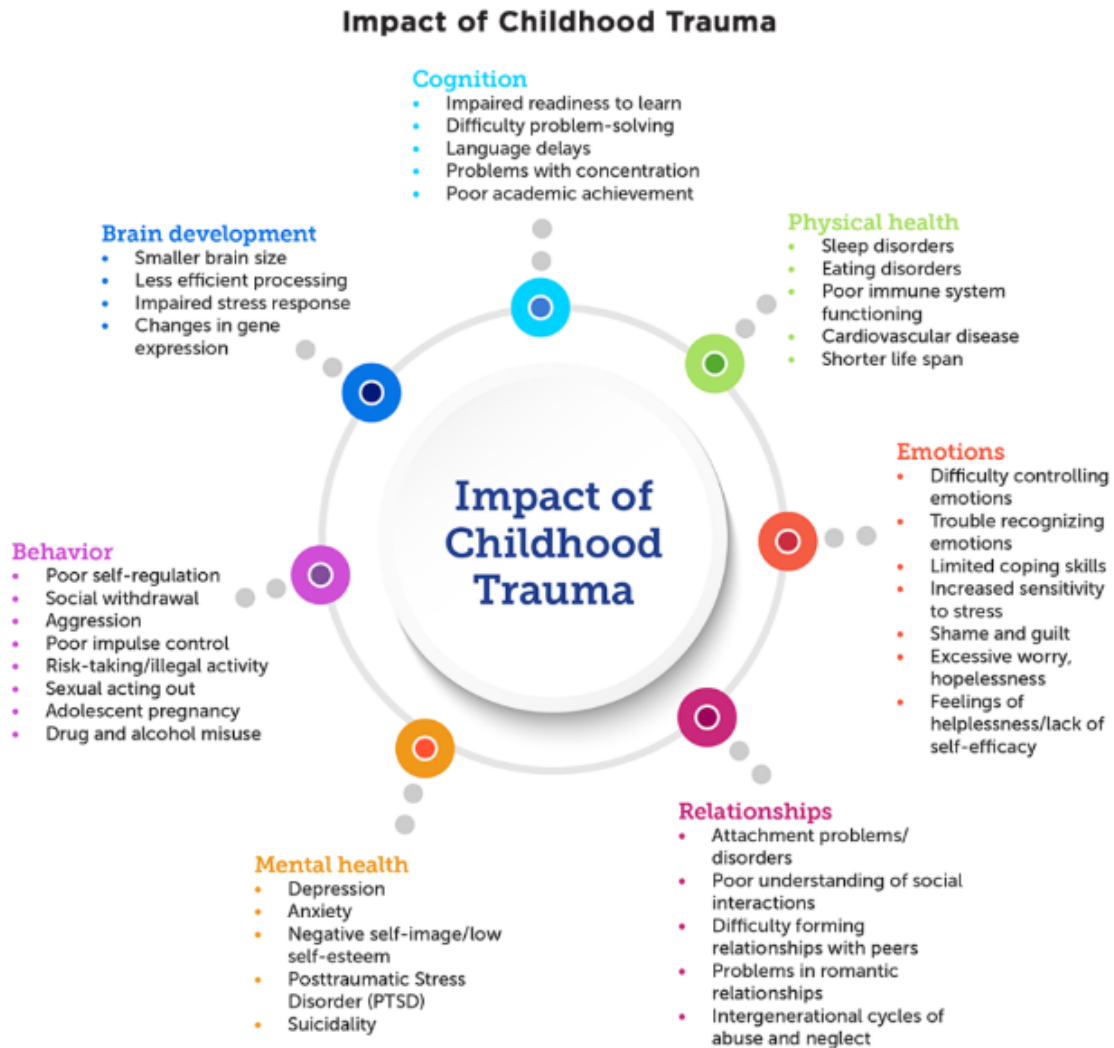 Impact of Childhood Trauma
Cognition
• Impaired readiness to learn
• Difficulty problem-solving
• Language delays
• Problems with concentration
• Poor academic achievement
Physical health
• Sleep disorders
• Eating disorders
• Poor immune system
functioning
• Cardiovascular disease
• Shorter life span
Emotions
• Difficulty controlling
emotions
• Trouble recognizing
emotions
• Limited coping skills
• Increased sensitivity
to stress
• Shame and guilt
• Excessive worry,
hopelessness
• Feelings of
helplessness/lack of
self-efficacy
Relationships
• Attachment problems/
disorders
• Poor understanding of social
interactions
• Difficulty forming
relationships with peers
• Problems in romantic
relationships
• Intergenerational cycles of
abuse and neglect
Mental health
• Depression
• Anxiety
• Negative self-image/low
self-esteem
• Posttraumatic Stress
Disorder (PTSD)
• Suicidality
Behavior
• Poor self-regulation
• Social withdrawal
• Aggression
• Poor impulse control
• Risk-taking/illegal activity
• Sexual acting out
• Adolescent pregnancy
• Drug and alcohol misuse
Brain development
• Smaller brain size
• Less efficient processing
• Impaired stress response
• Changes in gene
expression
Impact of
Childhood
Trauma